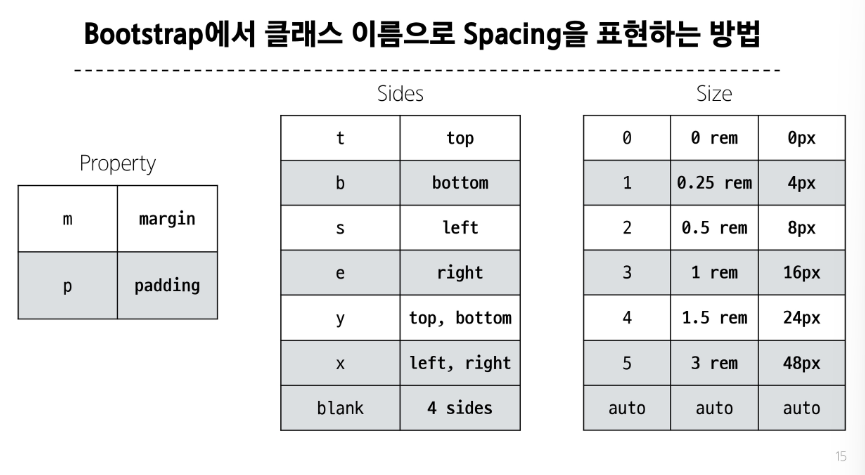 Bootstrap에서 클래스 이름으로 Spacing을 표현하는 방법
Property
m margin
p padding
Sides
t top
b bottom
s left
e right
y top, bottom
x left, right
blank 4 sides
Size
0 0 rem 0px
1 0.25 rem 4px
2 0.5 rem 8px
3 1 rem 16px
4 1.5 rem 24px
5 3 rem 48px
auto auto auto
15